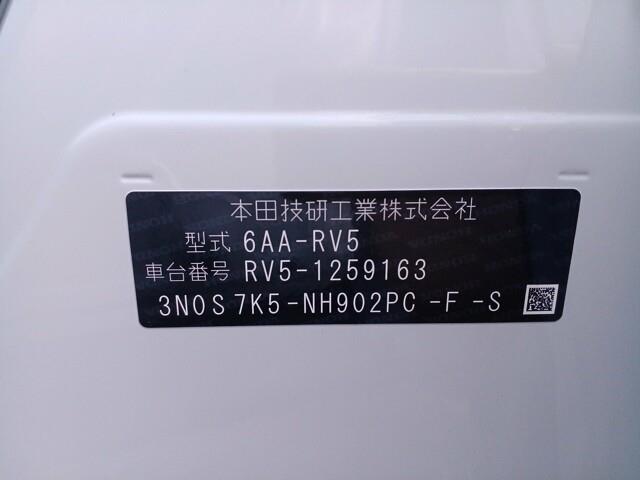 本田技研工業株式会社
型式 6AA-RV5
車台番号 RV5-1259163
3N0S7K5-NH902PC -F -S